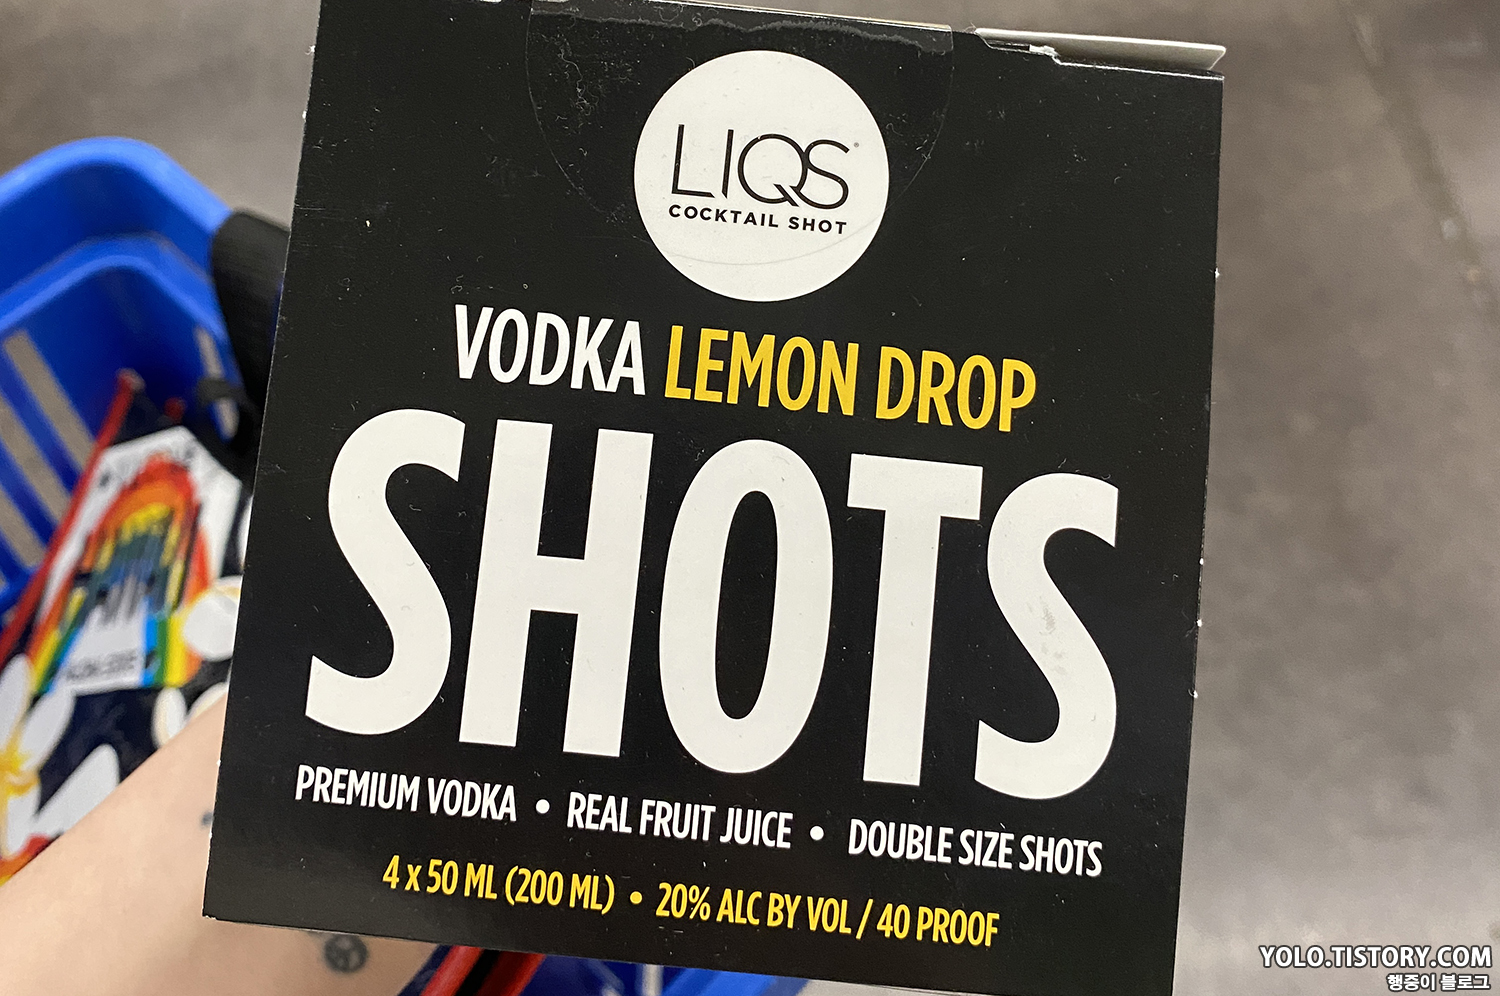 LIQS®
COCKTAIL SHOT
VODKA LEMON DROP
SHOTS
PREMIUM VODKA • REAL FRUIT JUICE • DOUBLE SIZE SHOTS
4 x 50 ML (200 ML) • 20% ALC BY VOL / 40 PROOF
YOLO.TISTORY.COM
행중이 블로그